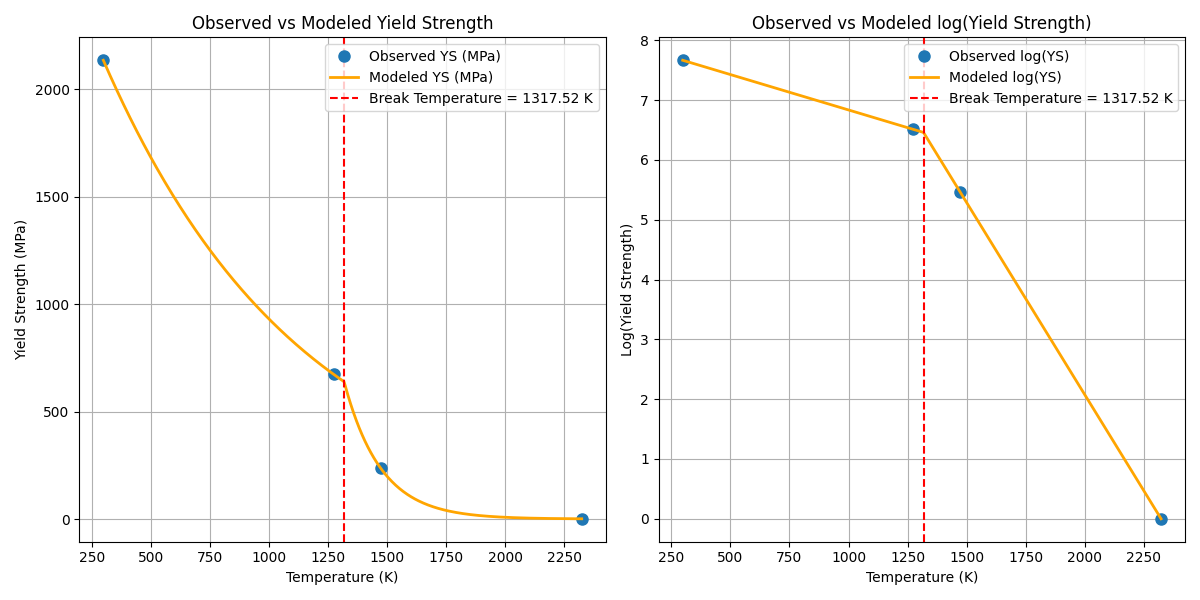 Observed vs Modeled Yield Strength
Observed YS (MPa)
Modeled YS (MPa)
Break Temperature = 1317.52 K
Yield Strength (MPa)
2000
1500
1000
500
0
250 500 750 1000 1250 1500 1750 2000 2250
Temperature (K)
Observed vs Modeled log(Yield Strength)
Observed log(YS)
Modeled log(YS)
Break Temperature = 1317.52 K
Log(Yield Strength)
8
7
6
5
4
3
2
1
0
250 500 750 1000 1250 1500 1750 2000 2250
Temperature (K)